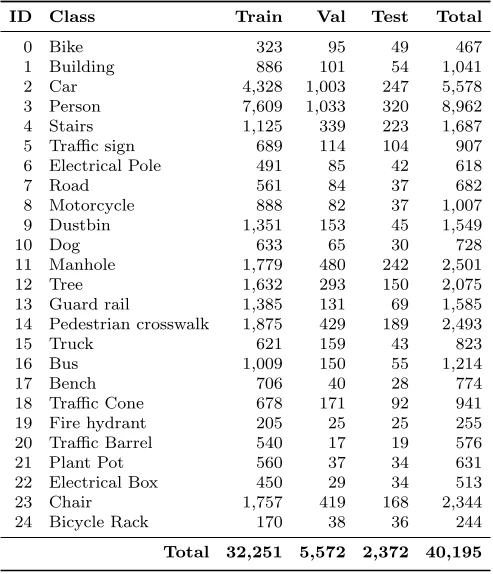 ID Class Train Val Test Total
0 Bike 323 95 49 467
1 Building 886 101 54 1,041
2 Car 4,328 1,003 247 5,578
3 Person 7,609 1,033 320 8,962
4 Stairs 1,125 339 223 1,687
5 Traffic sign 689 114 104 907
6 Electrical Pole 491 85 42 618
7 Road 561 84 37 682
8 Motorcycle 888 82 37 1,007
9 Dustbin 1,351 153 45 1,549
10 Dog 633 65 30 728
11 Manhole 1,779 480 242 2,501
12 Tree 1,632 293 150 2,075
13 Guard rail 1,385 131 69 1,585
14 Pedestrian crosswalk 1,875 429 189 2,493
15 Truck 621 159 43 823
16 Bus 1,009 150 55 1,214
17 Bench 706 40 28 774
18 Traffic Cone 678 171 92 941
19 Fire hydrant 205 25 25 255
20 Traffic Barrel 540 17 19 576
21 Plant Pot 560 37 34 631
22 Electrical Box 450 29 34 513
23 Chair 1,757 419 168 2,344
24 Bicycle Rack 170 38 36 244
Total 32,251 5,572 2,372 40,195